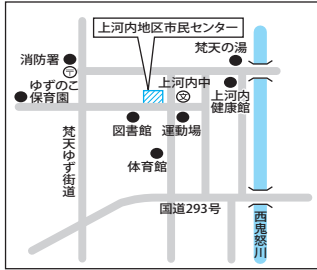 上河内地区市民センター
梵天の湯
消防署
〒
ゆずのこ
保育園
上河内中
文
上河内
健康館
図書館
運動場
体育館
梵天ゆず街道
国道293号
西鬼怒川